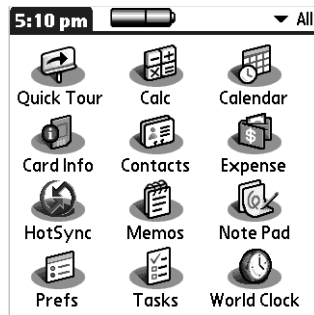 5:10 pm All
Quick Tour Calc Calendar
Card Info Contacts Expense
HotSync Memos Note Pad
Prefs Tasks World Clock